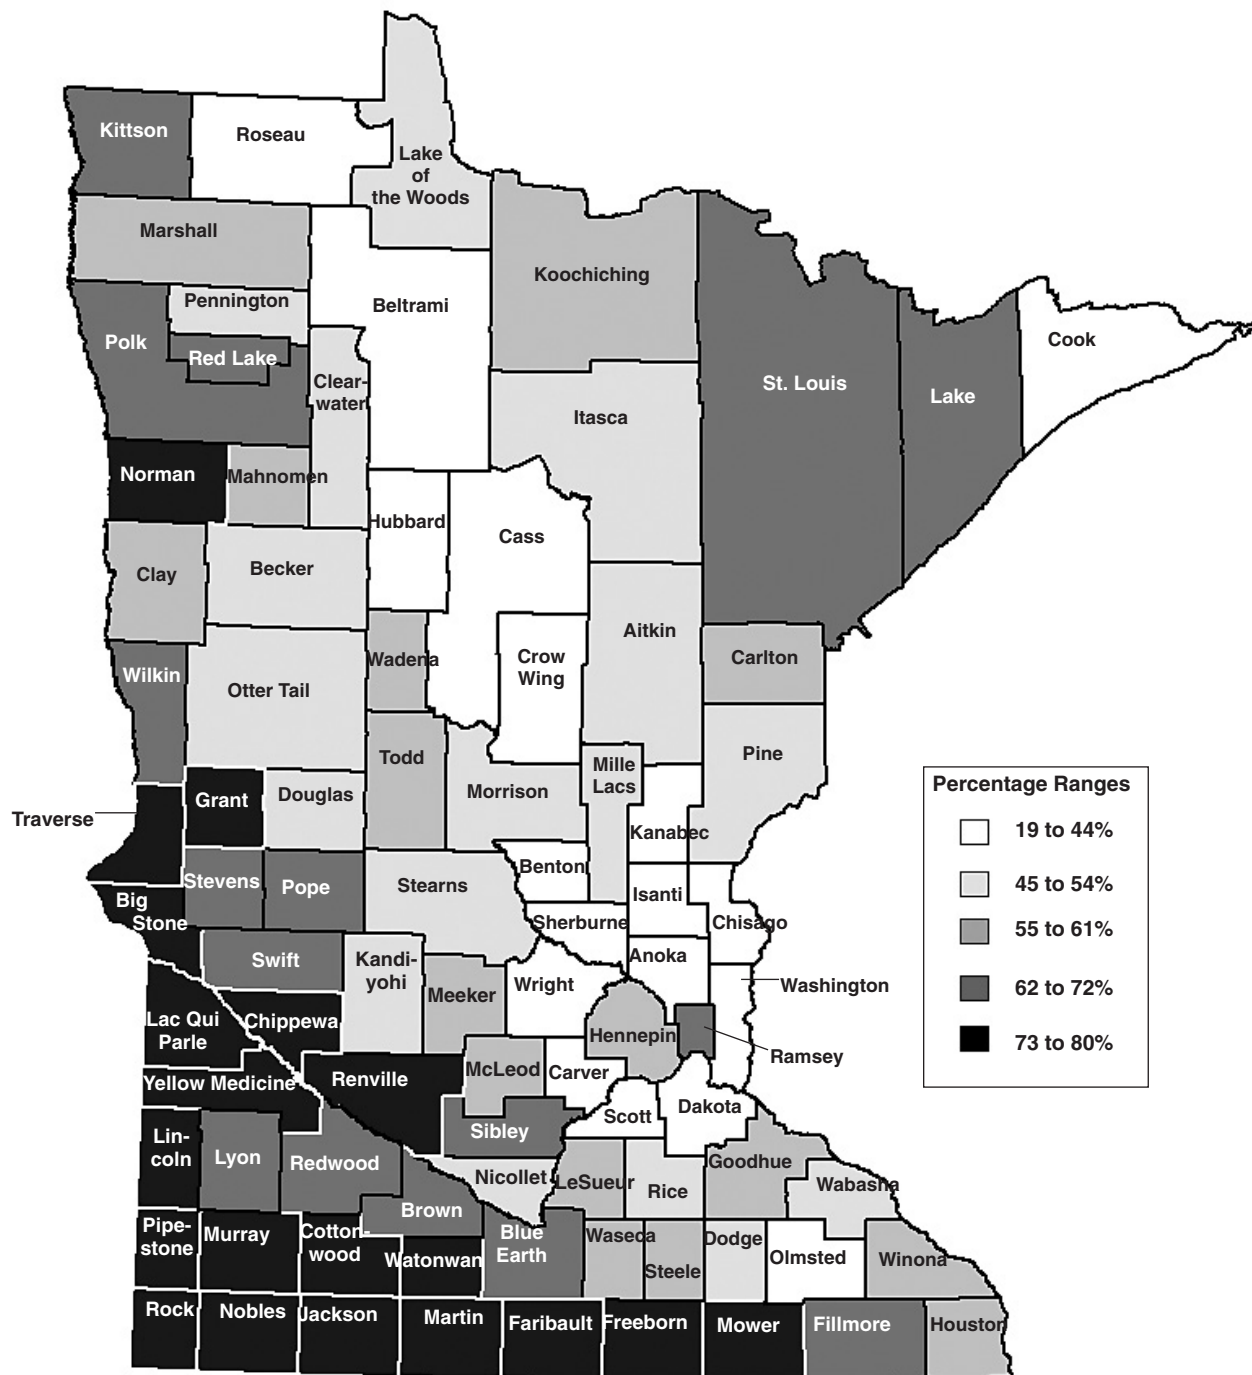 Kittson
Roseau
Lake
of
the Woods
Marshall
Koochiching
Pennington
Beltrami
Polk
Red Lake
Cook
St. Louis
Lake
Clear-
water
Itasca
Norman
Mahnomen
Hubbard
Cass
Clay
Becker
Aitkin
Wadena
Crow
Wing
Carlton
Wilkin
Otter Tail
Todd
Pine
Mille
Lacs
Morrison
Grant
Douglas
Traverse
Kanabec
Benton
Stevens
Pope
Stearns
Isanti
Big
Stone
Sherburne
Chisago
Swift
Kandi-
yohi
Anoka
Wright
Washington
Meeker
Lac Qui
Parle
Chippewa
Hennepin
Ramsey
McLeod
Carver
Yellow Medicine
Renville
Dakota
Scott
Sibley
Lin-
coln
Lyon
Redwood
Goodhue
Nicollet
LeSueur
Rice
Wabasha
Brown
Pipe-
stone
Murray
Cotton-
wood
Watonwan
Blue
Earth
Waseca
Steele
Dodge
Olmsted
Winona
Rock
Nobles
Jackson
Martin
Faribault
Freeborn
Mower
Fillmore
Houston
Percentage Ranges
19 to 44%
45 to 54%
55 to 61%
62 to 72%
73 to 80%